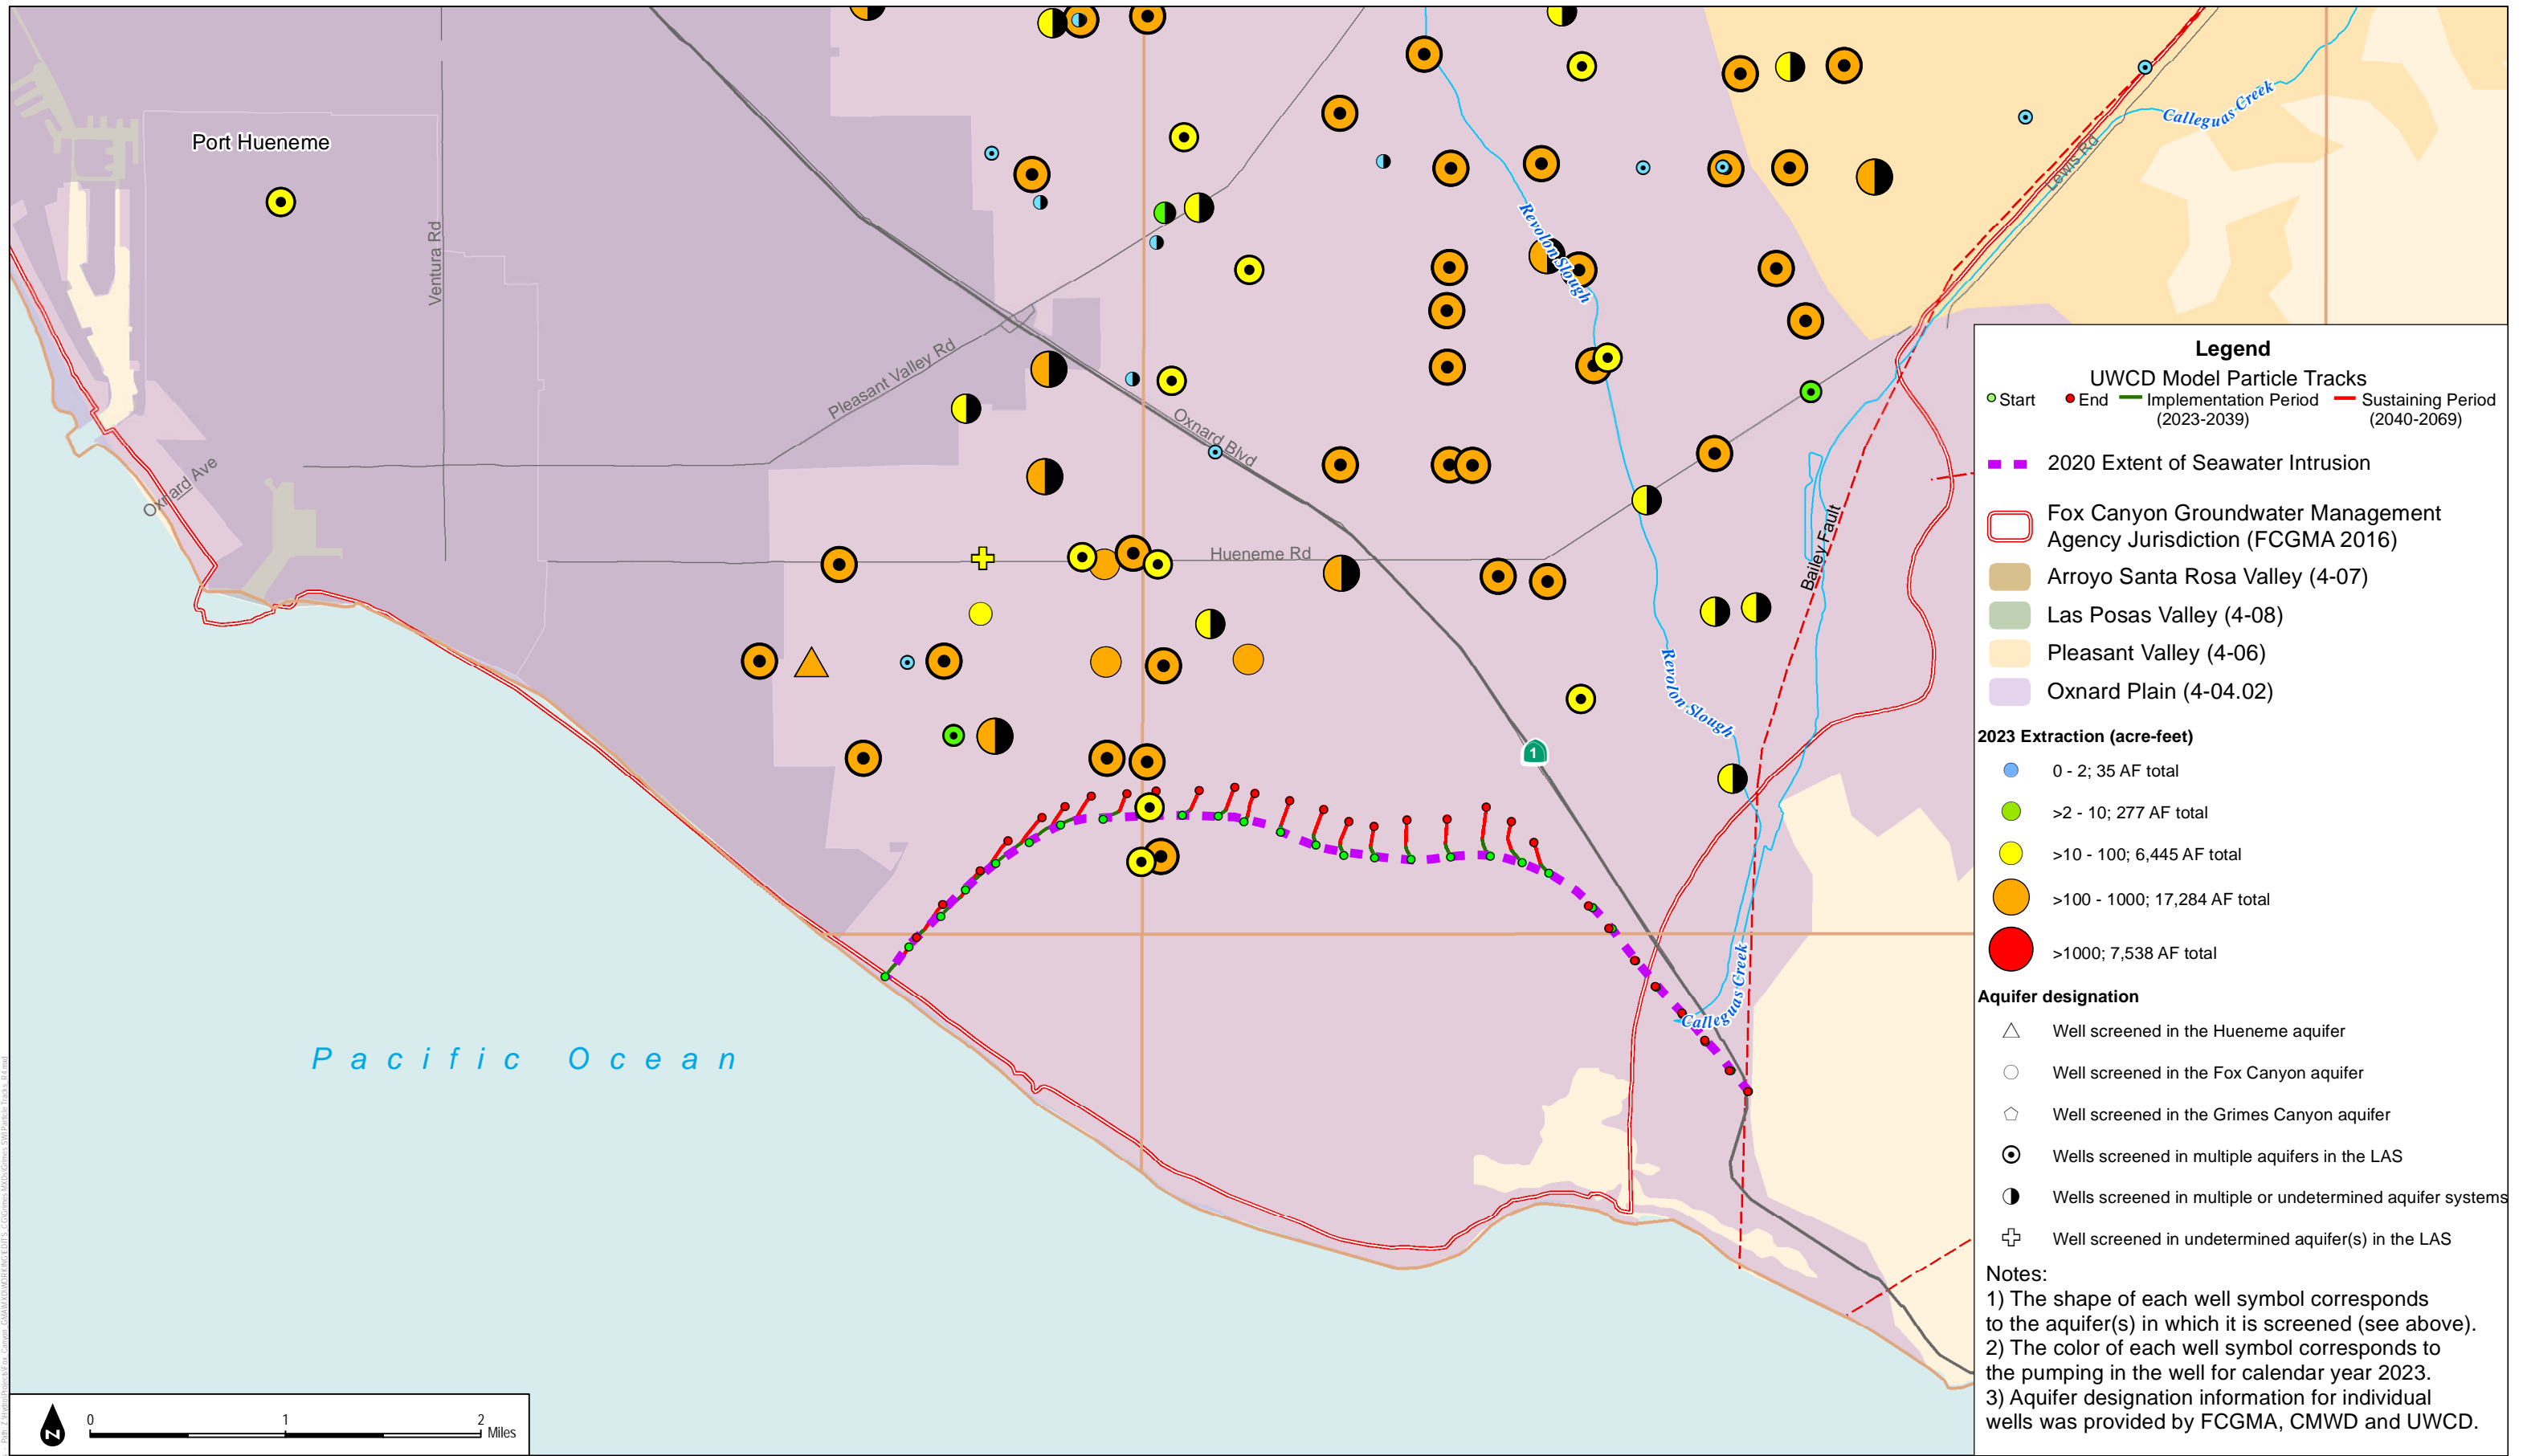 Port Hueneme
Ventura Rd
Oxnard Ave
Pleasant Valley Rd
Oxnard Blvd
Hueneme Rd
Revolon Slough
Revolon Slough
Calleguas Creek
Lewis Rd
Bailey Fault
1
Calleguas Creek
Pacific Ocean
N
0 1 2
Miles
Legend
UWCD Model Particle Tracks
Start End Implementation Period Sustaining Period
(2023-2039) (2040-2069)
2020 Extent of Seawater Intrusion
Fox Canyon Groundwater Management
Agency Jurisdiction (FCGMA 2016)
Arroyo Santa Rosa Valley (4-07)
Las Posas Valley (4-08)
Pleasant Valley (4-06)
Oxnard Plain (4-04.02)
2023 Extraction (acre-feet)
0 - 2; 35 AF total
>2 - 10; 277 AF total
>10 - 100; 6,445 AF total
>100 - 1000; 17,284 AF total
>1000; 7,538 AF total
Aquifer designation
Well screened in the Hueneme aquifer
Well screened in the Fox Canyon aquifer
Well screened in the Grimes Canyon aquifer
Wells screened in multiple aquifers in the LAS
Wells screened in multiple or undetermined aquifer systems
Well screened in undetermined aquifer(s) in the LAS
Notes:
1) The shape of each well symbol corresponds
to the aquifer(s) in which it is screened (see above).
2) The color of each well symbol corresponds to
the pumping in the well for calendar year 2023.
3) Aquifer designation information for individual
wells was provided by FCGMA, CMWD and UWCD.